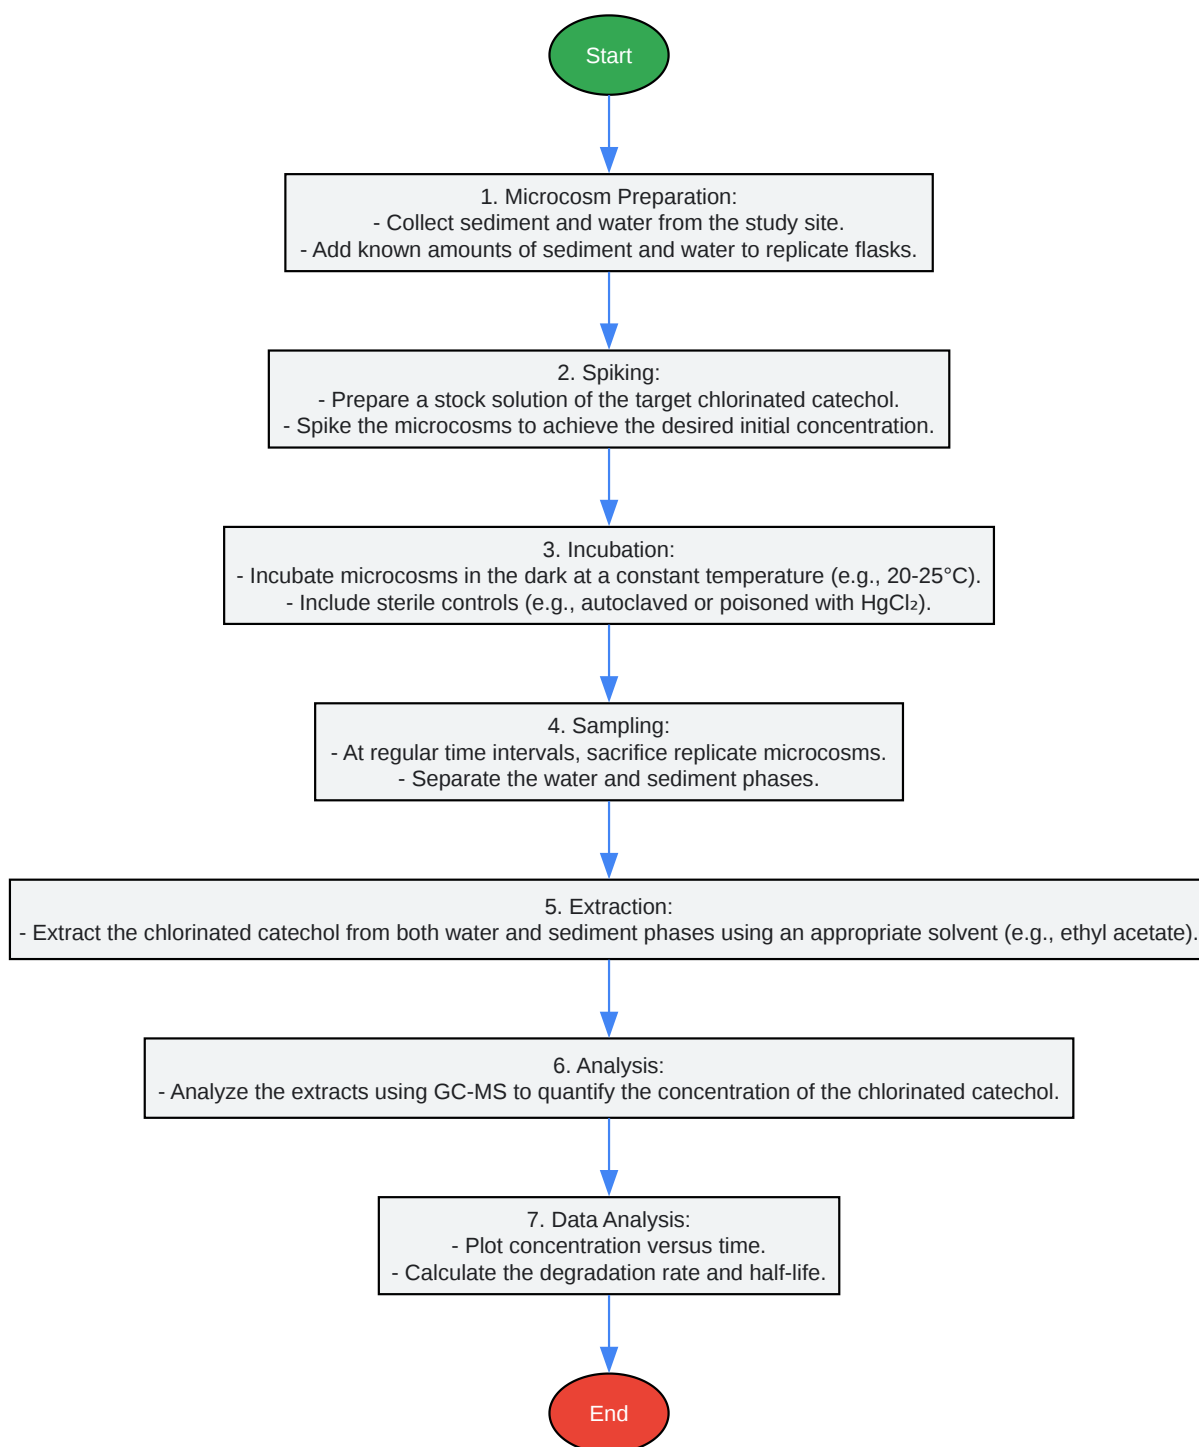 Start
1. Microcosm Preparation:
- Collect sediment and water from the study site.
- Add known amounts of sediment and water to replicate flasks.
2. Spiking:
- Prepare a stock solution of the target chlorinated catechol.
- Spike the microcosms to achieve the desired initial concentration.
3. Incubation:
- Incubate microcosms in the dark at a constant temperature (e.g., 20-25°C).
- Include sterile controls (e.g., autoclaved or poisoned with HgCl₂).
4. Sampling:
- At regular time intervals, sacrifice replicate microcosms.
- Separate the water and sediment phases.
5. Extraction:
- Extract the chlorinated catechol from both water and sediment phases using an appropriate solvent (e.g., ethyl acetate).
6. Analysis:
- Analyze the extracts using GC-MS to quantify the concentration of the chlorinated catechol.
7. Data Analysis:
- Plot concentration versus time.
- Calculate the degradation rate and half-life.
End